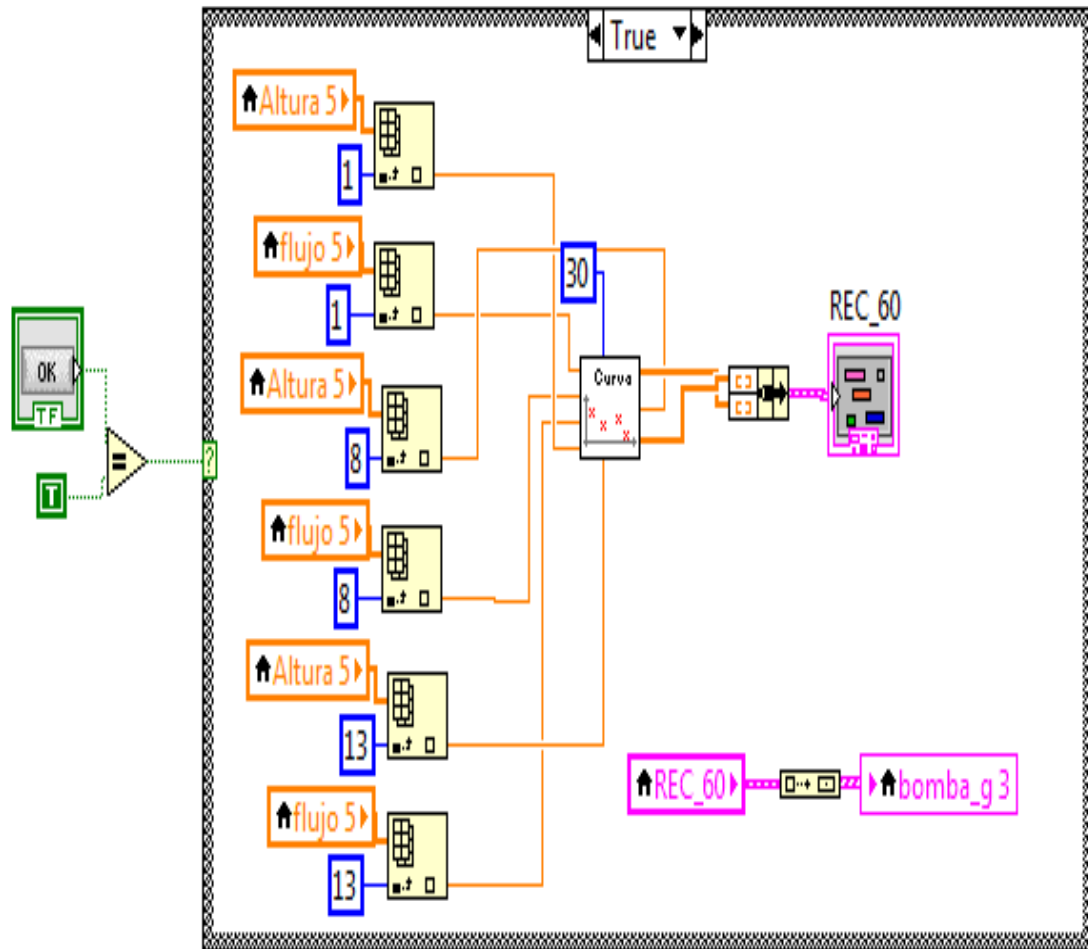 True
Altura 5
1
flujo 5
30
1
REC_60
OK
TF
Altura 5
Curva
8
?
T
flujo 5
8
Altura 5
13
REC_60
bomba_g 3
flujo 5
13